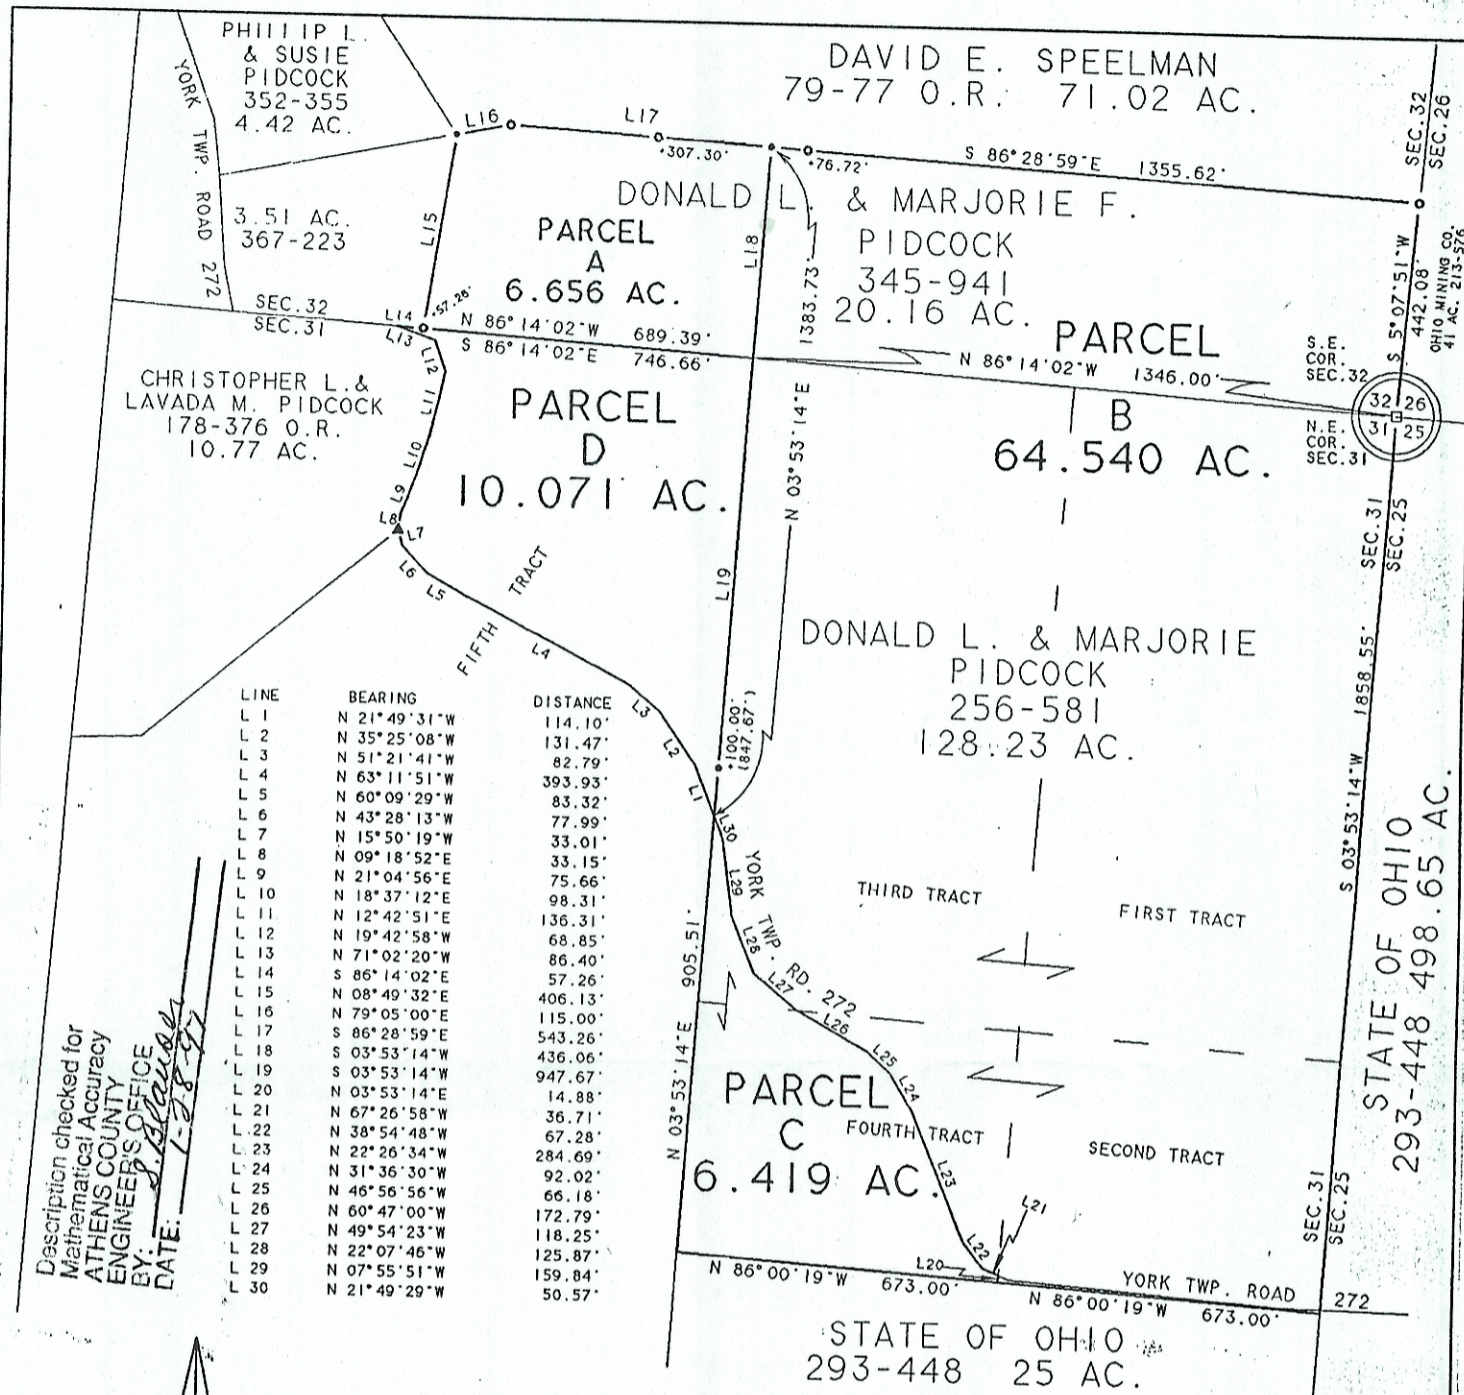 PHILLIP L.
& SUSIE
PIDCOCK
352-355
4.42 AC.
YORK TWP. ROAD 272
3.51 AC.
367-223
DAVID E. SPEELMAN
79-77 O.R. 71.02 AC.
L16
L17
+307.30'
+76.72'
S 86°28'59"E 1355.62'
SEC.32
SEC.26
DONALD L. & MARJORIE F.
PIDCOCK
345-941
20.16 AC.
PARCEL
A
6.656 AC.
L15
L18
1383.73'
S 5°07'51"W
442.08'
OHIO MINING CO.
41 AC. 213-576
SEC.32
SEC.31
L14
+57.26'
L13
N 86°14'02"W 689.39'
S 86°14'02"E 746.66'
PARCEL
B
64.540 AC.
N 86°14'02"W 1346.00'
S.E.
COR.
SEC.32
32 26
31 25
N.E.
COR.
SEC.31
CHRISTOPHER L.&
LAVADA M. PIDCOCK
178-376 O.R.
10.77 AC.
L12
L11
L10
L9
L8
L7
L6
L5
L4
L3
L2
L1
PARCEL
D
10.071 AC.
FIFTH TRACT
N 03°53'14"E
L19
SEC.31
SEC.25
DONALD L. & MARJORIE
PIDCOCK
256-581
128.23 AC.
+100.00'
(847.67')
S 03°53'14"W 1858.55'
LINE BEARING DISTANCE
L 1 N 21°49'31"W 114.10'
L 2 N 35°25'08"W 131.47'
L 3 N 51°21'41"W 82.79'
L 4 N 63°11'51"W 393.93'
L 5 N 60°09'29"W 83.32'
L 6 N 43°28'13"W 77.99'
L 7 N 15°50'19"W 33.01'
L 8 N 09°18'52"E 33.15'
L 9 N 21°04'56"E 75.66'
L 10 N 18°37'12"E 98.31'
L 11 N 12°42'51"E 136.31'
L 12 N 19°42'58"W 68.85'
L 13 N 71°02'20"W 86.40'
L 14 S 86°14'02"E 57.26'
L 15 N 08°49'32"E 406.13'
L 16 N 79°05'00"E 115.00'
L 17 S 86°28'59"E 543.26'
L 18 S 03°53'14"W 436.06'
L 19 S 03°53'14"W 947.67'
L 20 N 03°53'14"E 14.88'
L 21 N 67°26'58"W 36.71'
L 22 N 38°54'48"W 67.28'
L 23 N 22°26'34"W 284.69'
L 24 N 31°36'30"W 92.02'
L 25 N 46°56'56"W 66.18'
L 26 N 60°47'00"W 172.79'
L 27 N 49°54'23"W 118.25'
L 28 N 22°07'46"W 125.87'
L 29 N 07°55'51"W 159.84'
L 30 N 21°49'29"W 50.57'
L30
L29
L28
L27
L26
L25
L24
L23
L22
L21
L20
YORK TWP. RD. 272
THIRD TRACT
FIRST TRACT
N 03°53'14"E 905.51'
PARCEL
C
6.419 AC.
FOURTH TRACT
SECOND TRACT
STATE OF OHIO
293-448 498.65 AC.
SEC.31
SEC.25
N 86°00'19"W 673.00'
N 86°00'19"W 673.00'
YORK TWP. ROAD 272
STATE OF OHIO
293-448 25 AC.
Description checked for
Mathematical Accuracy
ATHENS COUNTY
ENGINEER'S OFFICE
BY:
DATE: 1-28-97